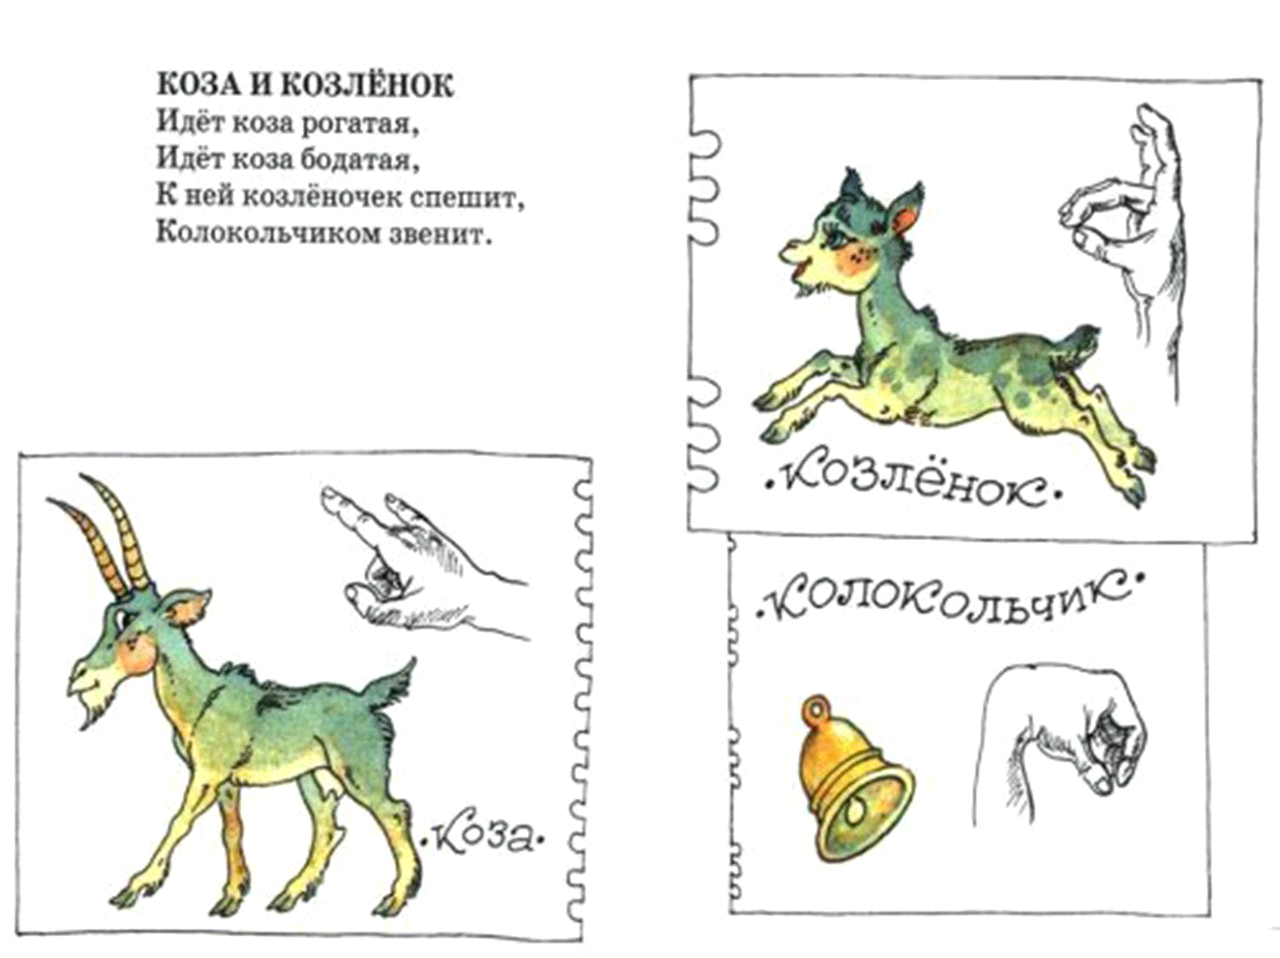 КОЗА И КОЗЛЁНОК
Идёт коза рогатая,
Идёт коза бодатая,
К ней козлёночек спешит,
Колокольчиком звенит.
.Козлёнок.
.Колокольчик.
.Коза.